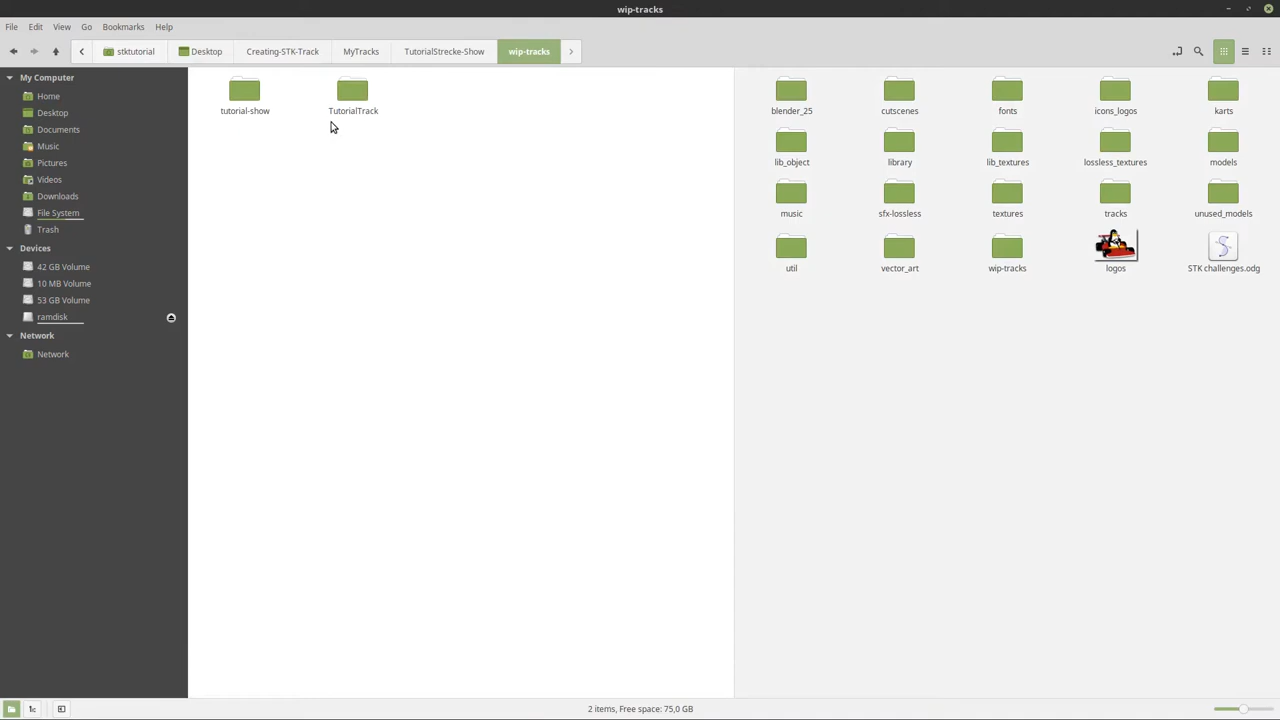 wip-tracks
File Edit View Go Bookmarks Help
stktutorial Desktop Creating-STK-Track MyTracks TutorialStrecke-Show wip-tracks
My Computer
Home
Desktop
Documents
Music
Pictures
Videos
Downloads
File System
Trash
Devices
42 GB Volume
10 MB Volume
53 GB Volume
ramdisk
Network
Network
tutorial-show TutorialTrack
blender_25 cutscenes fonts icons_logos karts
lib_object library lib_textures lossless_textures models
music sfx-lossless textures tracks unused_models
util vector_art wip-tracks logos STK challenges.odg
2 items, Free space: 75,0 GB